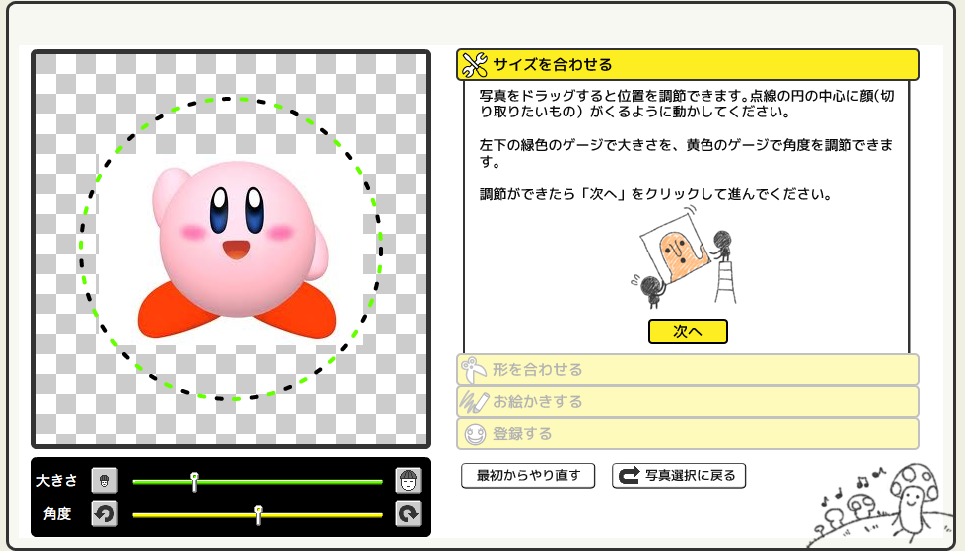 サイズを合わせる
写真をドラッグすると位置を調節できます。点線の円の中心に顔(切
り取りたいもの）がくるように動かしてください。
左下の緑色のゲージで大きさを、黄色のゲージで角度を調節できま
す。
調節ができたら「次へ」をクリックして進んでください。
次へ
形を合わせる
お絵かきする
登録する
最初からやり直す
写真選択に戻る
大きさ
角度